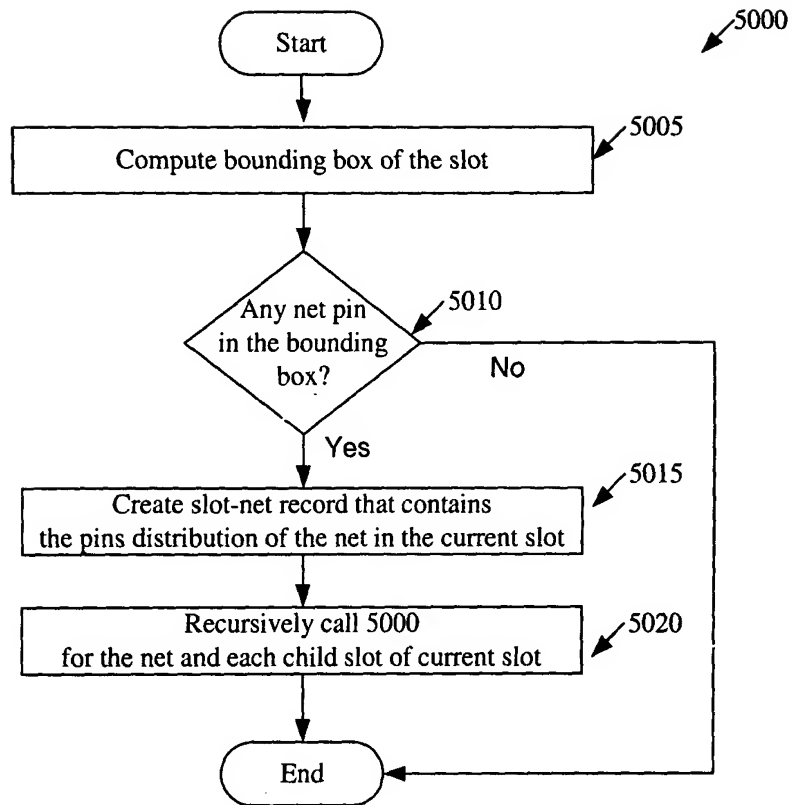 Start
5000
5005
Compute bounding box of the slot
5010
Any net pin
in the bounding
box?
No
Yes
5015
Create slot-net record that contains
the pins distribution of the net in the current slot
5020
Recursively call 5000
for the net and each child slot of current slot
End